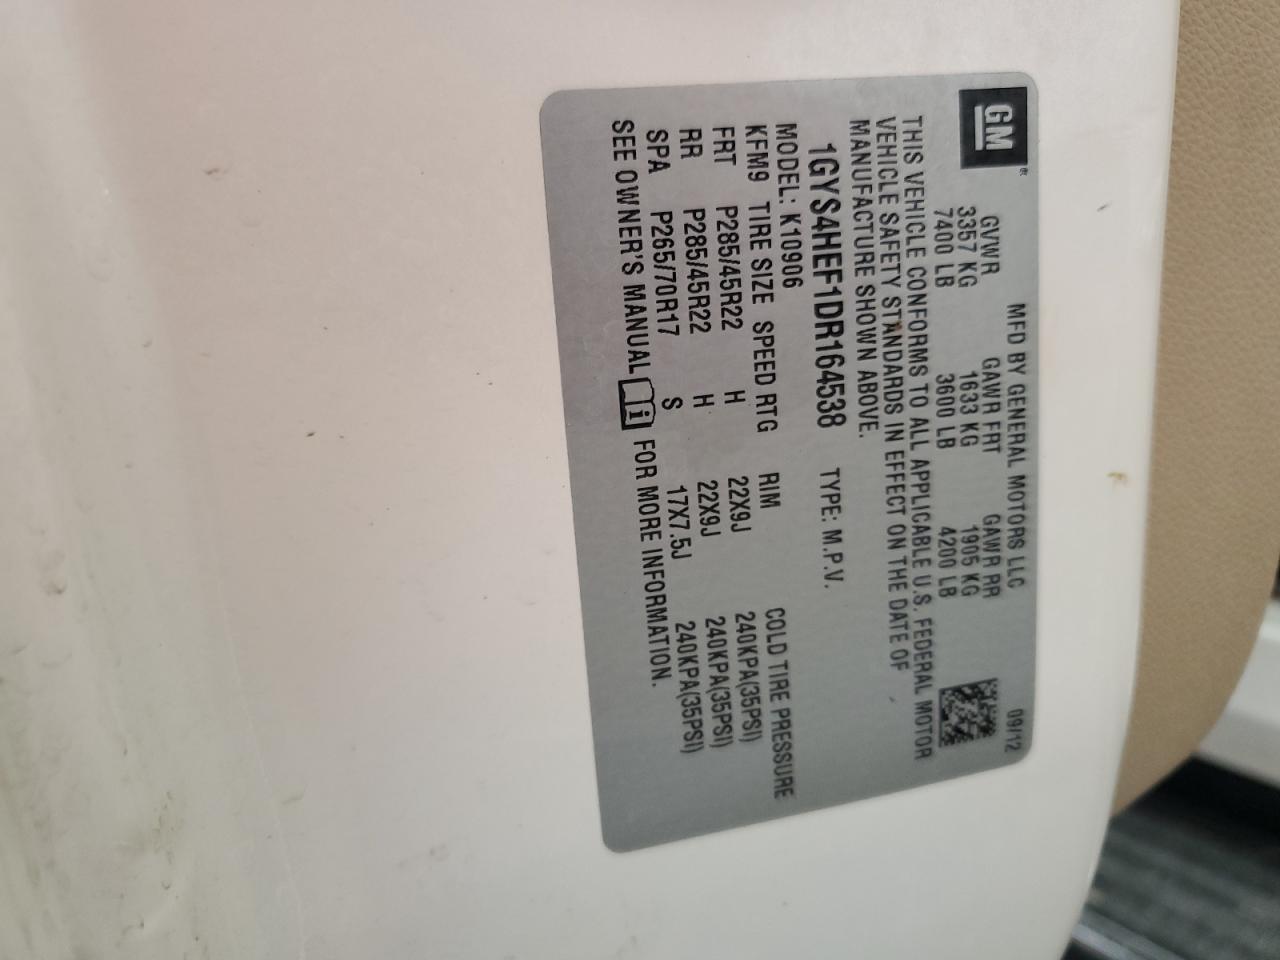 GM
MFD BY GENERAL MOTORS LLC 09/12
GVWR GAWR FRT GAWR RR
3357 KG 1633 KG 1905 KG
7400 LB 3600 LB 4200 LB
THIS VEHICLE CONFORMS TO ALL APPLICABLE U.S. FEDERAL MOTOR
VEHICLE SAFETY STANDARDS IN EFFECT ON THE DATE OF
MANUFACTURE SHOWN ABOVE.
1GYS4HEF1DR164538 TYPE: M.P.V.
MODEL: K10906
KFM9 TIRE SIZE SPEED RTG RIM COLD TIRE PRESSURE
FRT P285/45R22 H 22X9J 240KPA(35PSI)
RR P285/45R22 H 22X9J 240KPA(35PSI)
SPA P265/70R17 S 17X7.5J 240KPA(35PSI)
SEE OWNER'S MANUAL i FOR MORE INFORMATION.